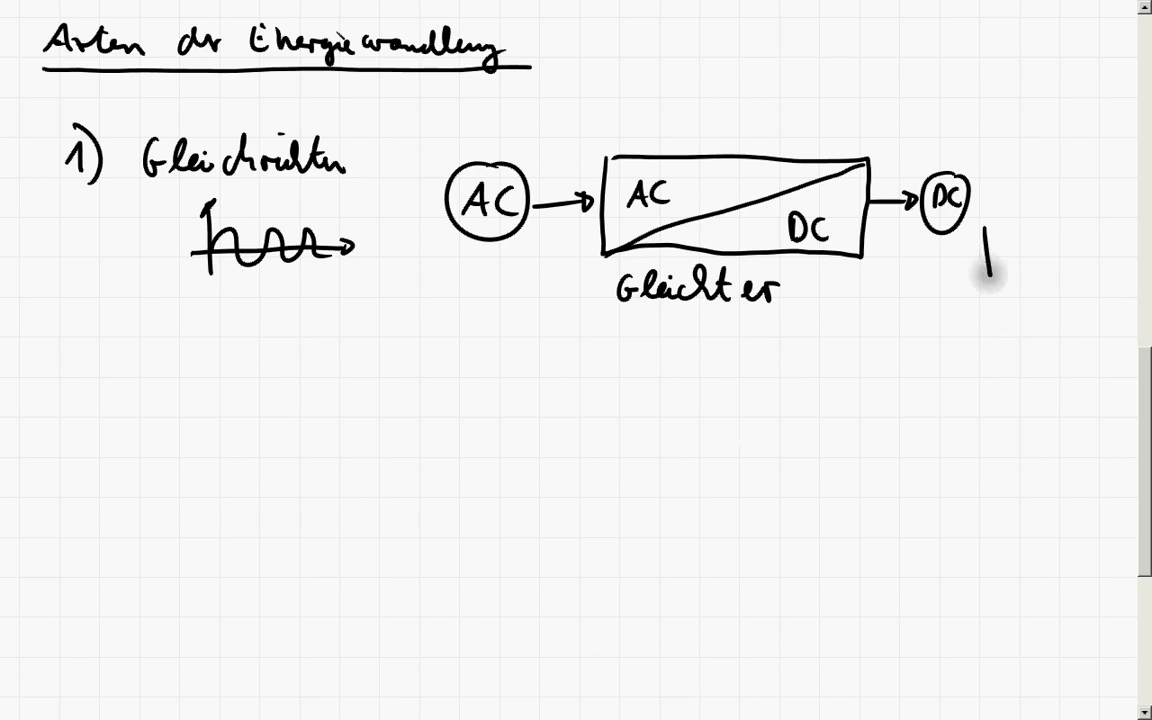 Arten der Energiewandlung
1) Gleichrichten
AC
AC
DC
DC
Gleichter